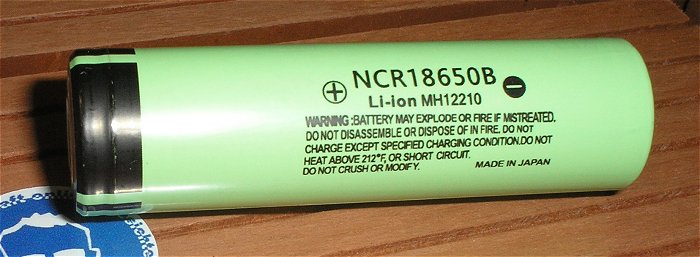 NCR18650B
Li-ion MH12210
WARNING :BATTERY MAY EXPLODE OR FIRE IF MISTREATED.
DO NOT DISASSEMBLE OR DISPOSE OF IN FIRE. DO NOT
CHARGE EXCEPT SPECIFIED CHARGING CONDITION.DO NOT
HEAT ABOVE 212°F, OR SHORT CIRCUIT.
DO NOT CRUSH OR MODIFY.
MADE IN JAPAN